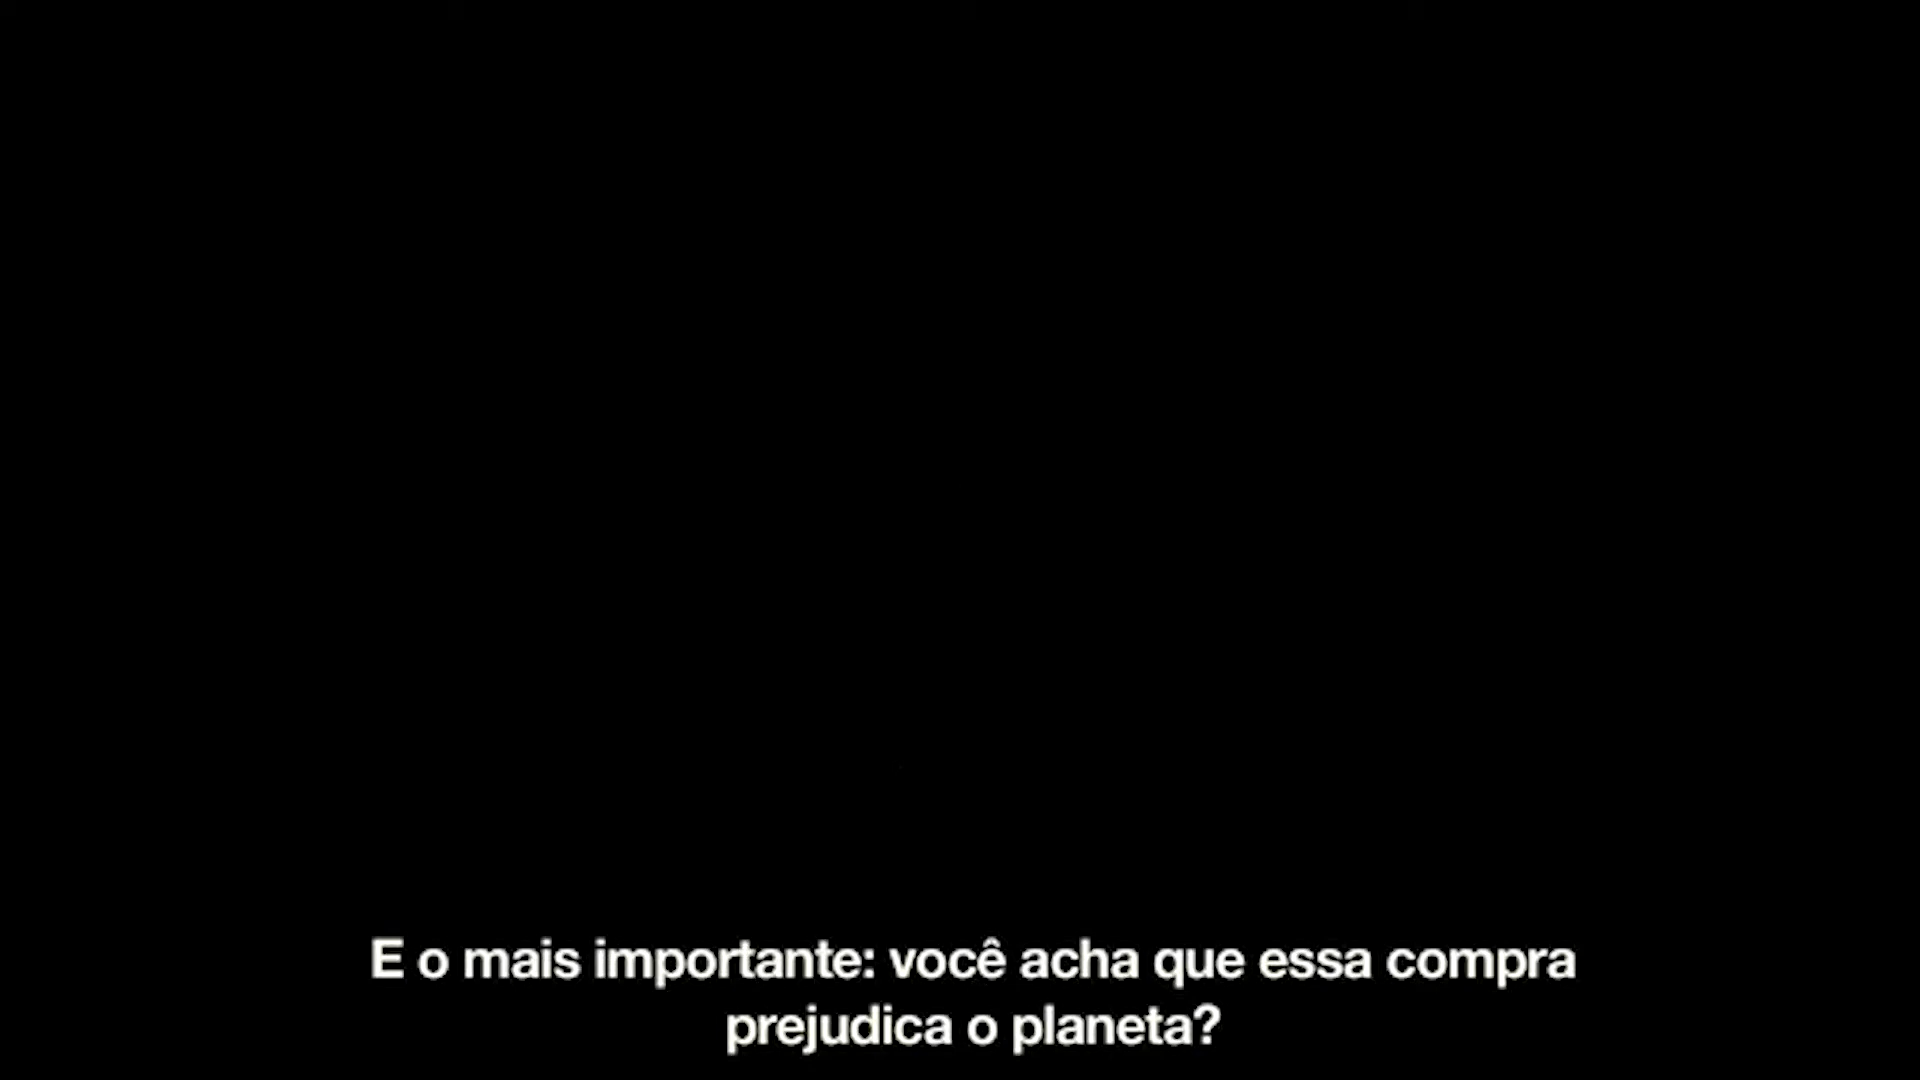 E o mais importante: você acha que essa compra
prejudica o planeta?